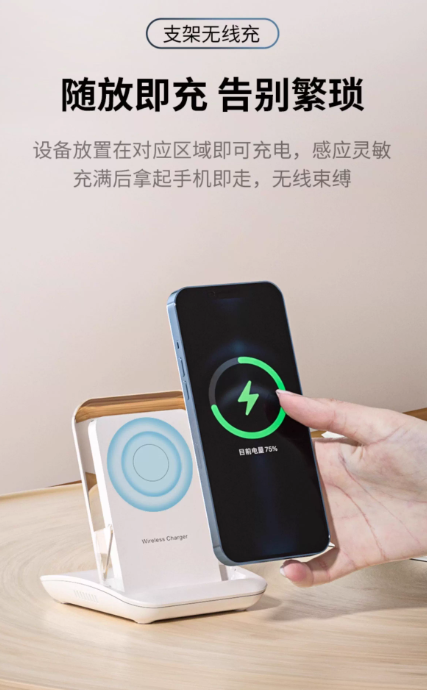 支架无线充
随放即充 告别繁琐
设备放置在对应区域即可充电，感应灵敏
充满后拿起手机即走，无线束缚
目前电量75%
Wireless Charger